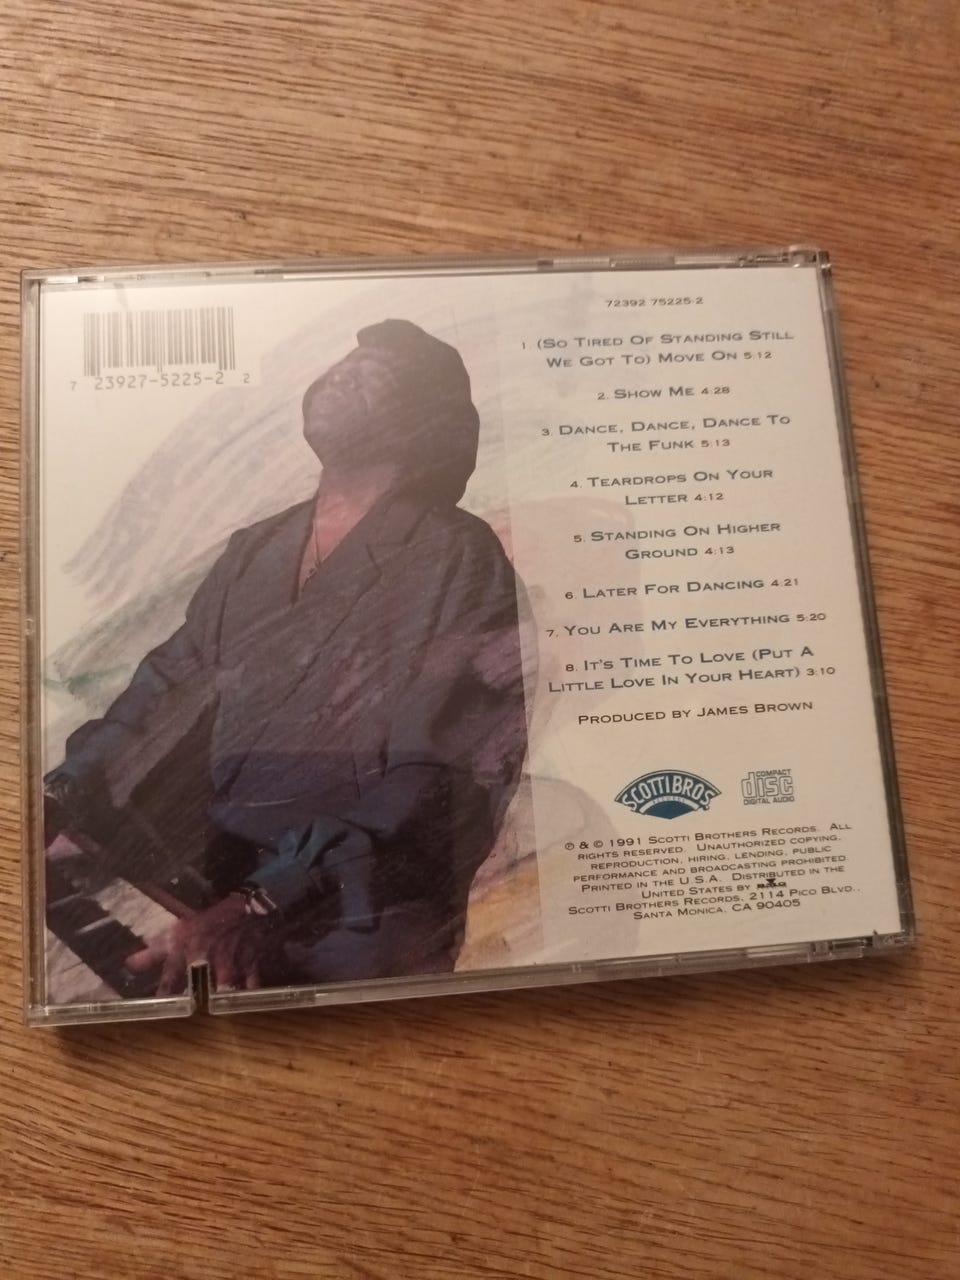 7 23927-5225-2 2
72392 75225-2
1. (So Tired Of Standing Still
We Got To) Move On 5:12
2. Show Me 4:28
3. Dance, Dance, Dance To
The Funk 5:13
4. Teardrops On Your
Letter 4:12
5. Standing On Higher
Ground 4:13
6. Later For Dancing 4:21
7. You Are My Everything 5:20
8. It's Time To Love (Put A
Little Love In Your Heart) 3:10
Produced by James Brown
SCOTTI BROS.
RECORDS
COMPACT
disc
DIGITAL AUDIO
℗ & © 1991 Scotti Brothers Records. All
rights reserved. Unauthorized copying,
reproduction, hiring, lending, public
performance and broadcasting prohibited.
Printed in the U.S.A. Distributed in the
United States by
Scotti Brothers Records, 2114 Pico Blvd.,
Santa Monica, CA 90405